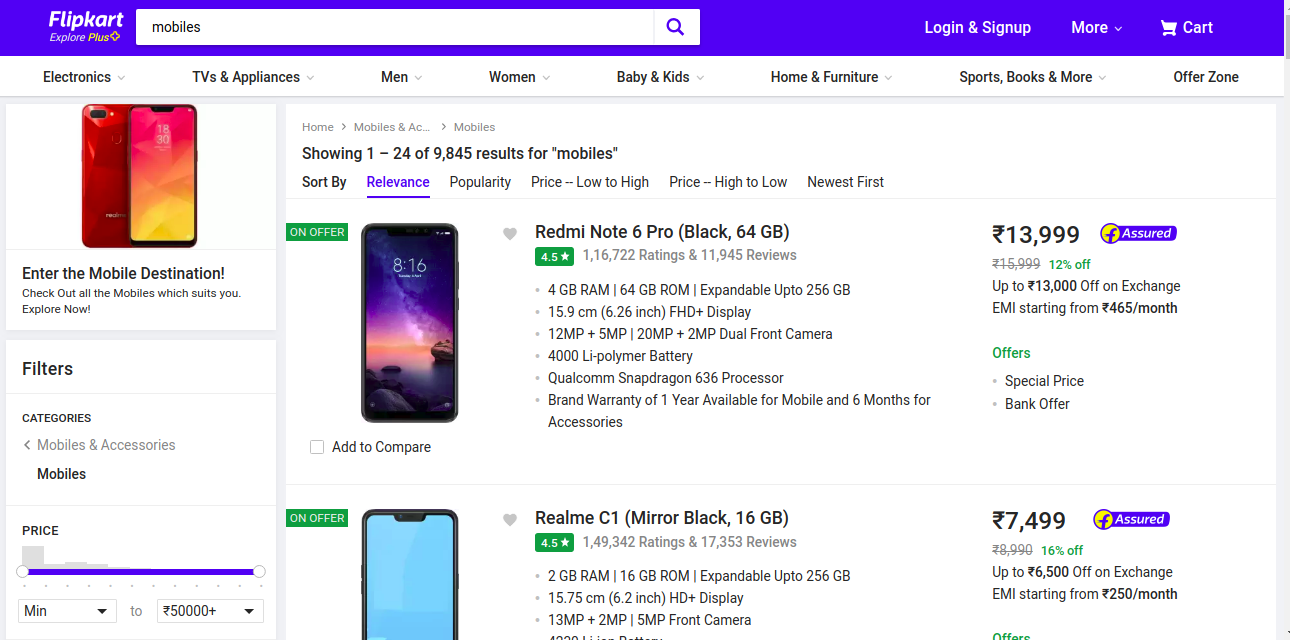 Flipkart
Explore Plus
mobiles
Login & Signup
More
Cart
Electronics
TVs & Appliances
Men
Women
Baby & Kids
Home & Furniture
Sports, Books & More
Offer Zone
18
30
realme
Enter the Mobile Destination!
Check Out all the Mobiles which suits you.
Explore Now!
Filters
CATEGORIES
Mobiles & Accessories
Mobiles
PRICE
Min to ₹50000+
Home > Mobiles & Ac... > Mobiles
Showing 1 – 24 of 9,845 results for "mobiles"
Sort By Relevance Popularity Price -- Low to High Price -- High to Low Newest First
ON OFFER
8:16
Add to Compare
Redmi Note 6 Pro (Black, 64 GB)
4.5★ 1,16,722 Ratings & 11,945 Reviews
4 GB RAM | 64 GB ROM | Expandable Upto 256 GB
15.9 cm (6.26 inch) FHD+ Display
12MP + 5MP | 20MP + 2MP Dual Front Camera
4000 Li-polymer Battery
Qualcomm Snapdragon 636 Processor
Brand Warranty of 1 Year Available for Mobile and 6 Months for
Accessories
₹13,999 Assured
₹15,999 12% off
Up to ₹13,000 Off on Exchange
EMI starting from ₹465/month
Offers
Special Price
Bank Offer
ON OFFER
Realme C1 (Mirror Black, 16 GB)
4.5★ 1,49,342 Ratings & 17,353 Reviews
2 GB RAM | 16 GB ROM | Expandable Upto 256 GB
15.75 cm (6.2 inch) HD+ Display
13MP + 2MP | 5MP Front Camera
4230 Li-ion Battery
₹7,499 Assured
₹8,990 16% off
Up to ₹6,500 Off on Exchange
EMI starting from ₹250/month
Offers